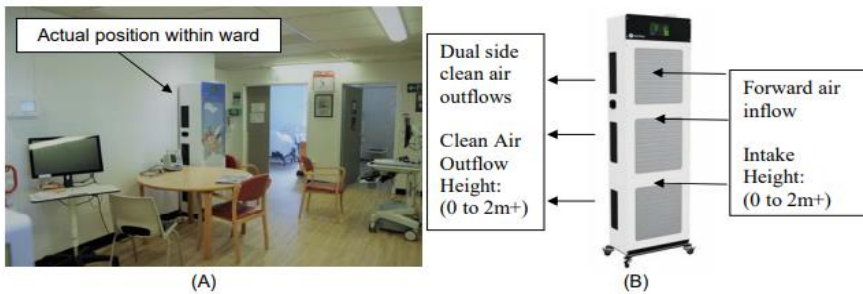 Actual position within ward
Dual side
clean air
outflows
Clean Air
Outflow
Height:
(0 to 2m+)
Forward air
inflow
Intake
Height:
(0 to 2m+)
(A)
(B)